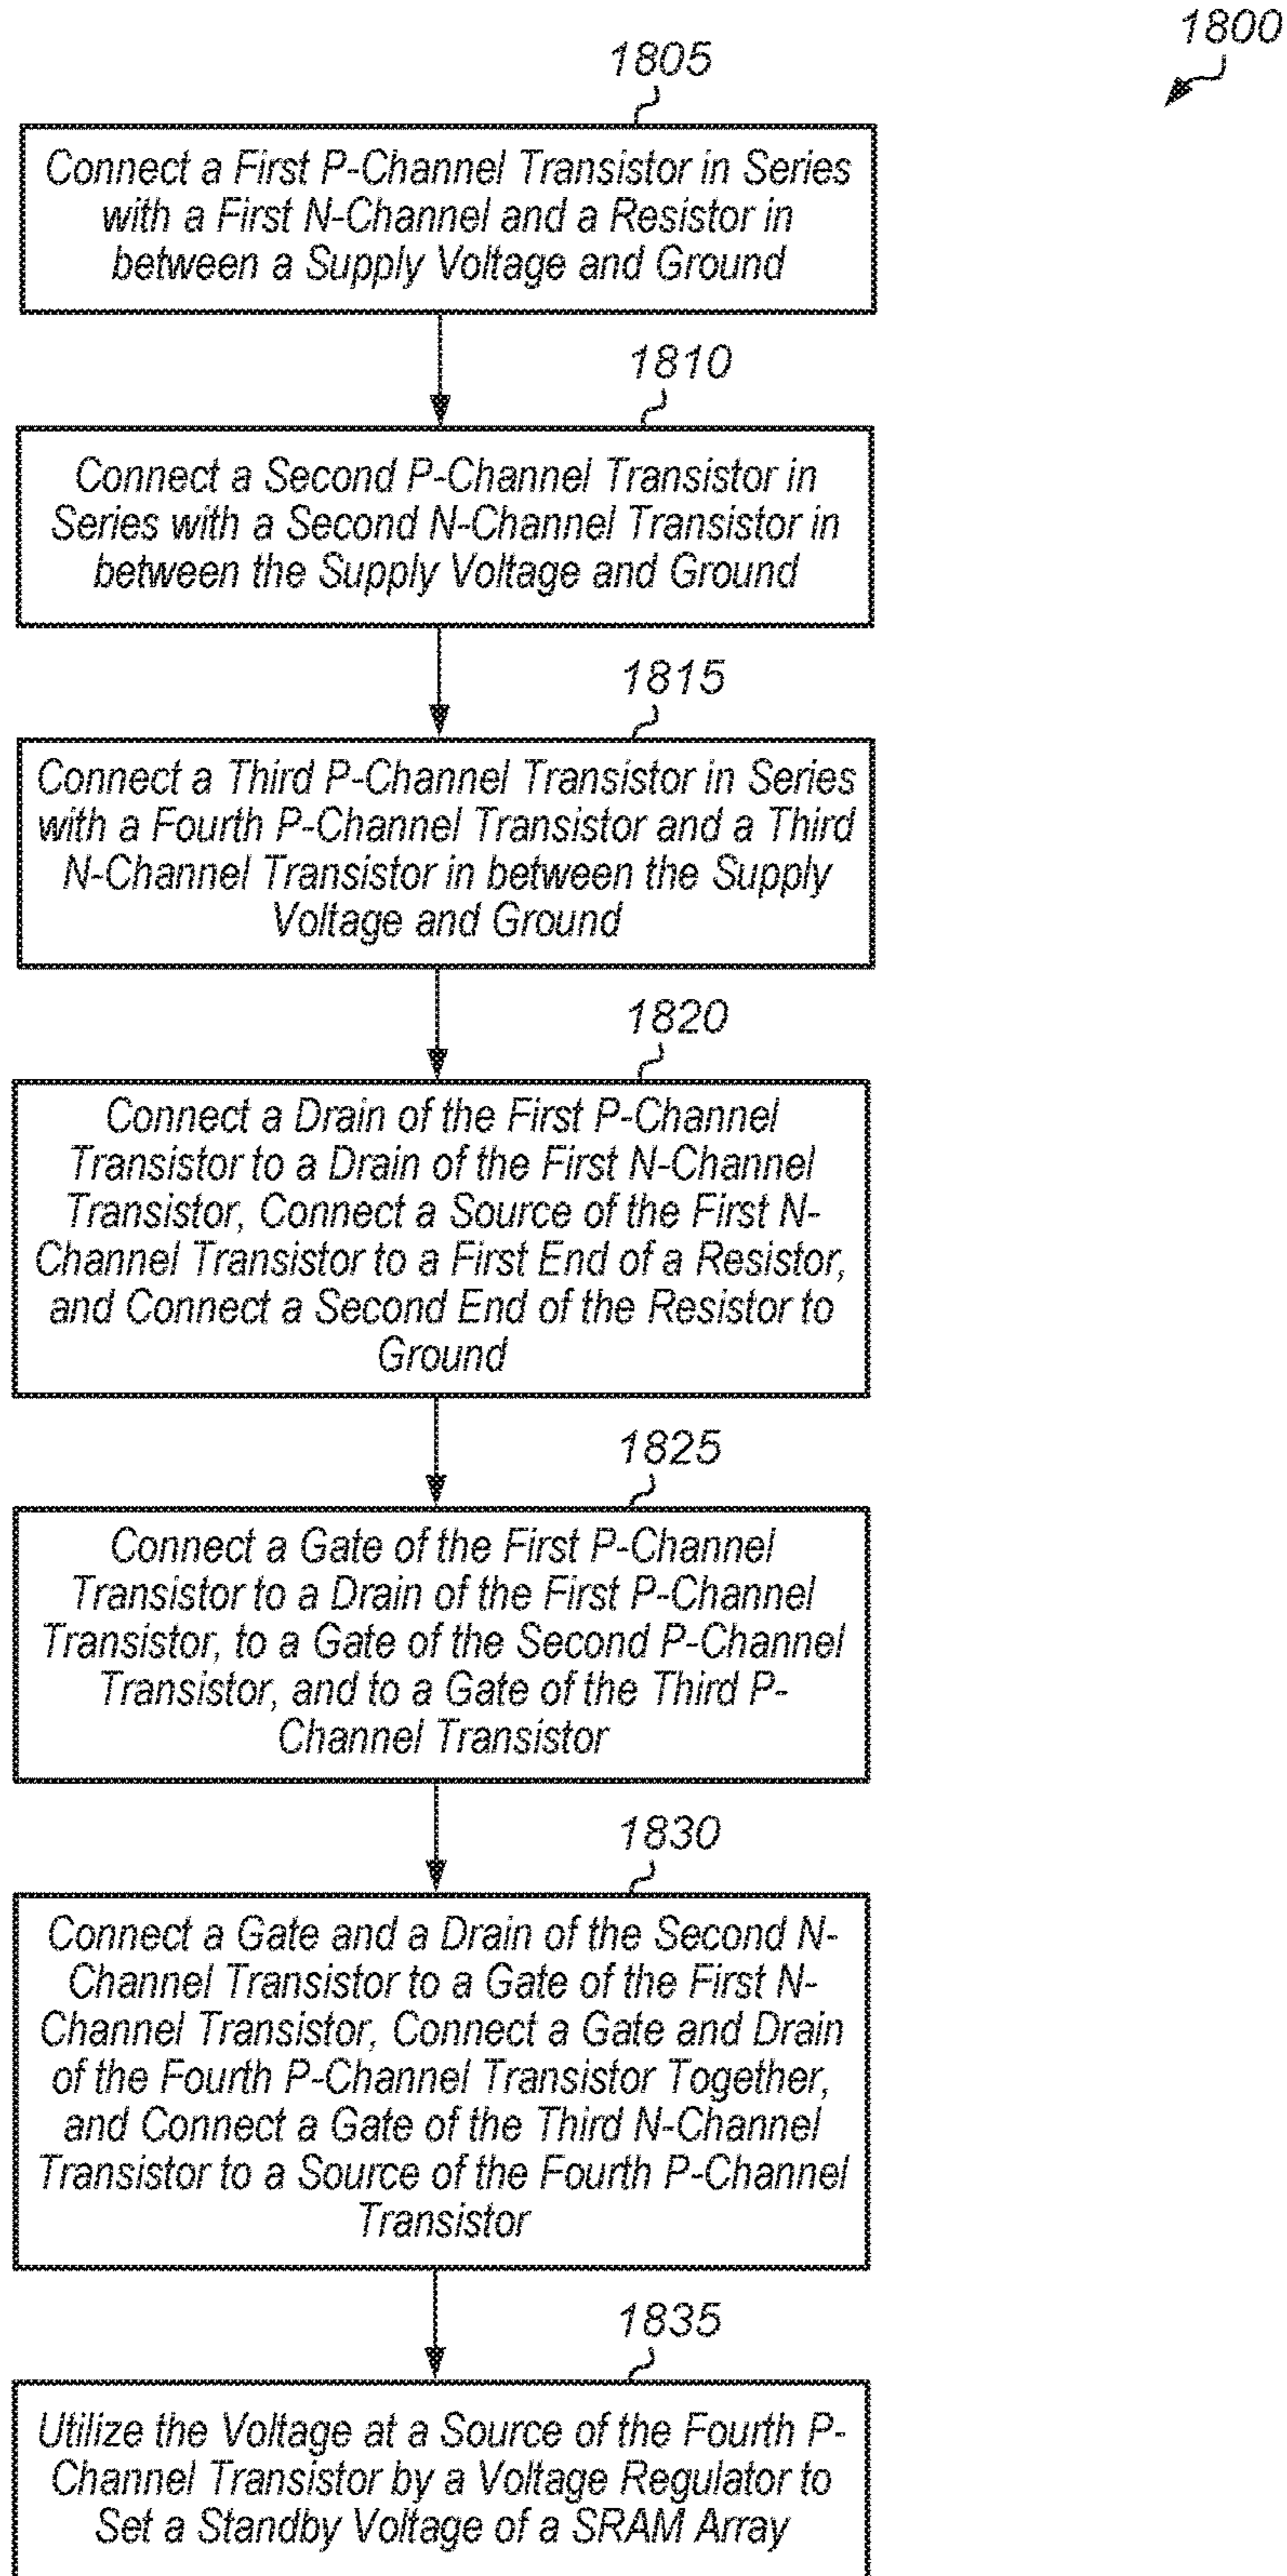 1800
1805
Connect a First P-Channel Transistor in Series
with a First N-Channel and a Resistor in
between a Supply Voltage and Ground
1810
Connect a Second P-Channel Transistor in
Series with a Second N-Channel Transistor in
between the Supply Voltage and Ground
1815
Connect a Third P-Channel Transistor in Series
with a Fourth P-Channel Transistor and a Third
N-Channel Transistor in between the Supply
Voltage and Ground
1820
Connect a Drain of the First P-Channel
Transistor to a Drain of the First N-Channel
Transistor, Connect a Source of the First N-
Channel Transistor to a First End of a Resistor,
and Connect a Second End of the Resistor to
Ground
1825
Connect a Gate of the First P-Channel
Transistor to a Drain of the First P-Channel
Transistor, to a Gate of the Second P-Channel
Transistor, and to a Gate of the Third P-
Channel Transistor
1830
Connect a Gate and a Drain of the Second N-
Channel Transistor to a Gate of the First N-
Channel Transistor, Connect a Gate and Drain
of the Fourth P-Channel Transistor Together,
and Connect a Gate of the Third N-Channel
Transistor to a Source of the Fourth P-Channel
Transistor
1835
Utilize the Voltage at a Source of the Fourth P-
Channel Transistor by a Voltage Regulator to
Set a Standby Voltage of a SRAM Array